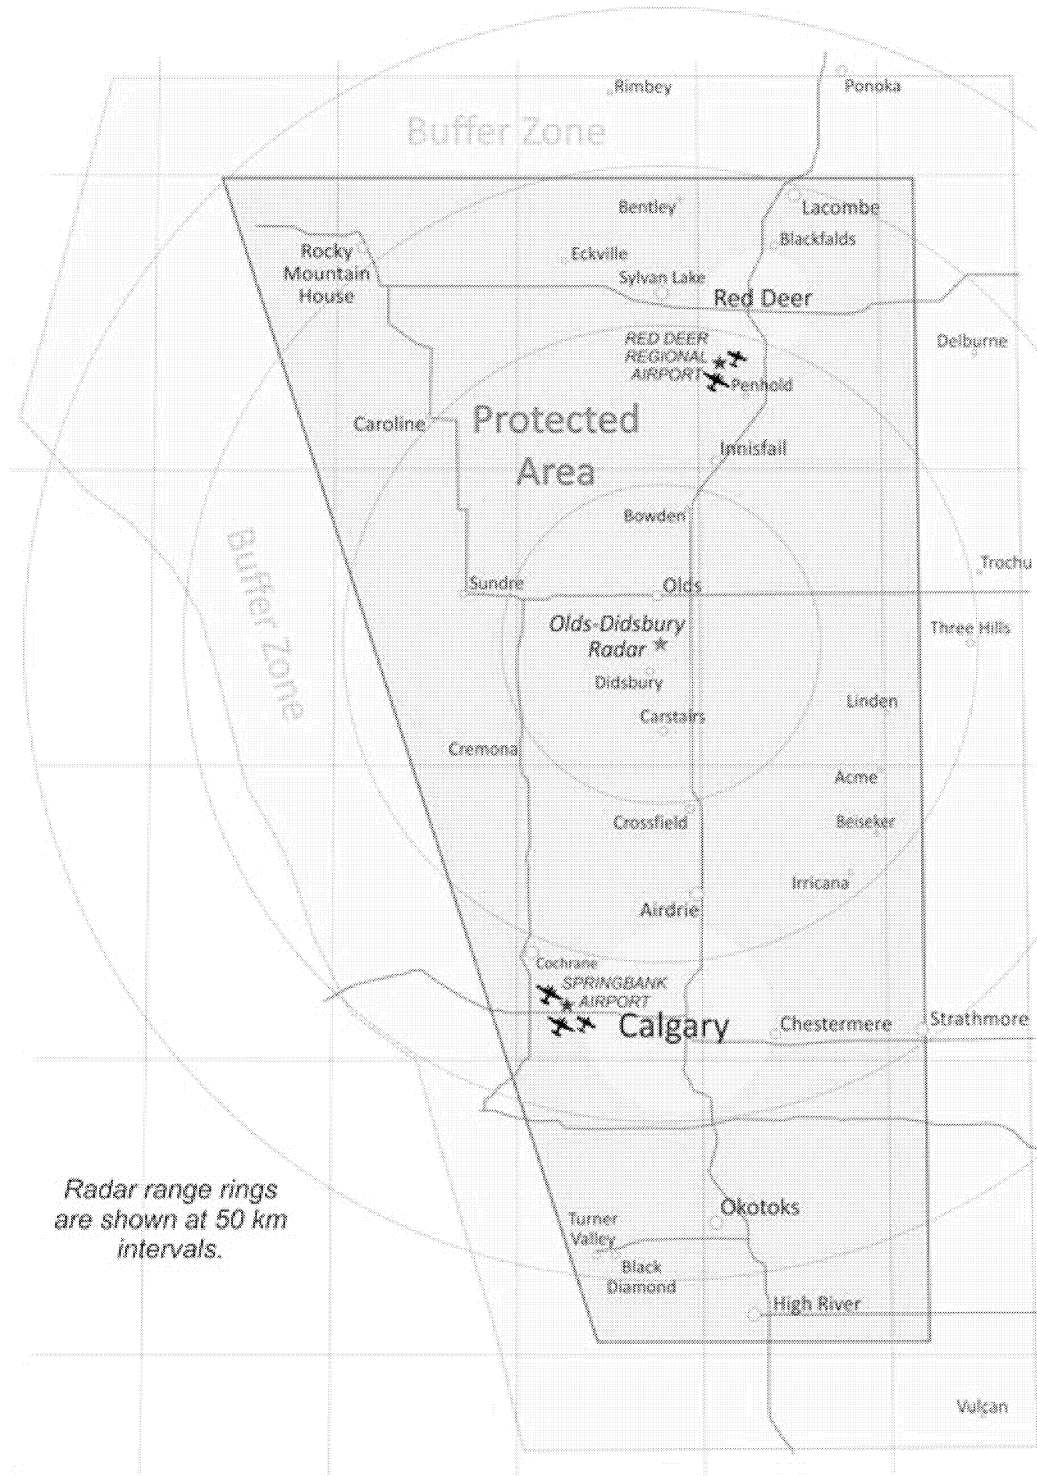 Rimbey
Ponoka
Buffer Zone
Bentley
Lacombe
Blackfalds
Rocky
Mountain
House
Eckville
Sylvan Lake
Red Deer
RED DEER
REGIONAL
AIRPORT
Delburne
Penhold
Caroline
Protected
Area
Innisfail
Bowden
Buffer Zone
Trochu
Sundre
Olds
Olds-Didsbury
Radar
Three Hills
Didsbury
Linden
Carstairs
Cremona
Acme
Crossfield
Beiseker
Irricana
Airdrie
Cochrane
SPRINGBANK
AIRPORT
Calgary
Chestermere
Strathmore
Radar range rings
are shown at 50 km
intervals.
Okotoks
Turner
Valley
Black
Diamond
High River
Vulcan